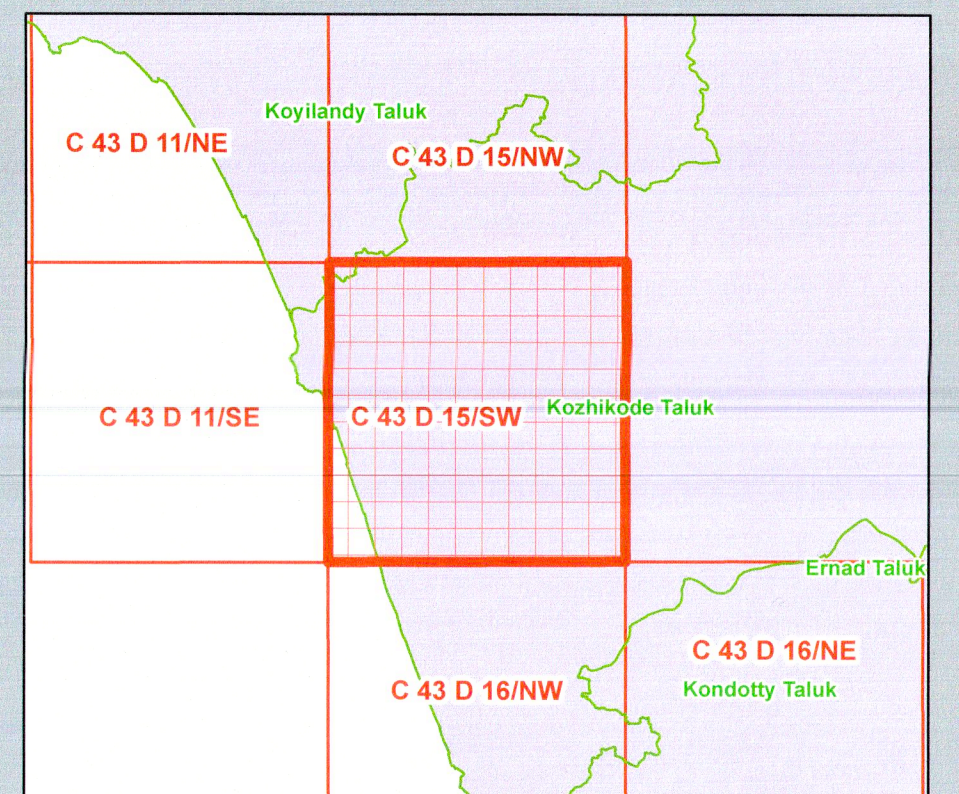 Koyilandy Taluk
C 43 D 11/NE
C 43 D 15/NW
C 43 D 11/SE
C 43 D 15/SW
Kozhikode Taluk
Ernad Taluk
C 43 D 16/NE
C 43 D 16/NW
Kondotty Taluk